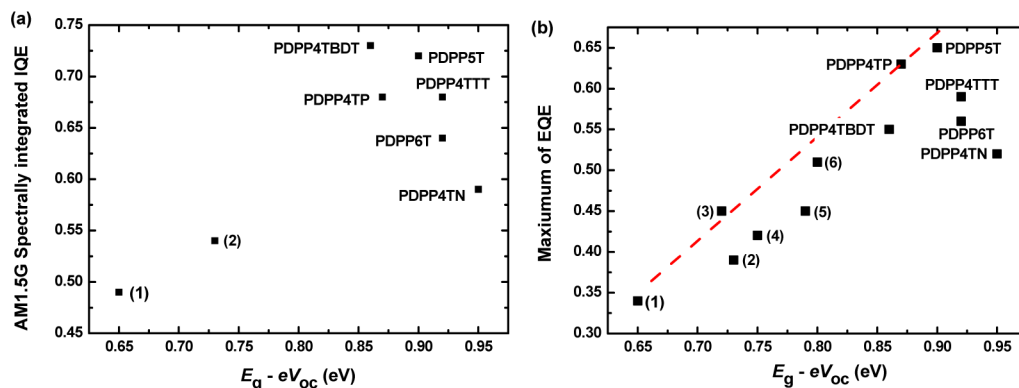 (a)
AM1.5G Spectrally integrated IQE
0.75
0.70
0.65
0.60
0.55
0.50
0.45
PDPP4TBDT
PDPP5T
PDPP4TTT
PDPP4TP
PDPP6T
PDPP4TN
(2)
(1)
0.65 0.70 0.75 0.80 0.85 0.90 0.95
Eg - eVoc (eV)
(b)
Maxiumum of EQE
0.65
0.60
0.55
0.50
0.45
0.40
0.35
0.30
PDPP5T
PDPP4TP
PDPP4TTT
PDPP4TBDT
PDPP6T
PDPP4TN
(6)
(3)
(5)
(4)
(2)
(1)
0.65 0.70 0.75 0.80 0.85 0.90 0.95
Eg - eVoc (eV)